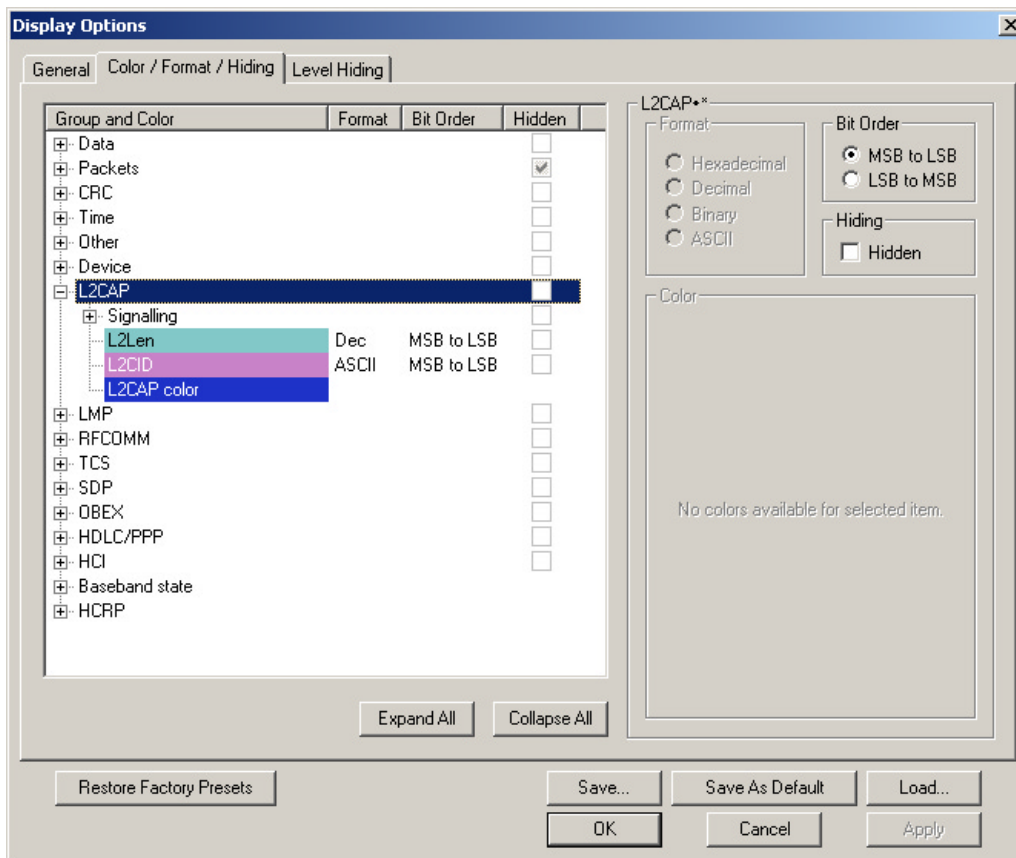 Display Options
General
Color / Format / Hiding
Level Hiding
Group and Color Format Bit Order Hidden
Data
Packets
CRC
Time
Other
Device
L2CAP
Signalling
L2Len Dec MSB to LSB
L2CID ASCII MSB to LSB
L2CAP color
LMP
RFCOMM
TCS
SDP
OBEX
HDLC/PPP
HCI
Baseband state
HCRP
Expand All
Collapse All
L2CAP•*
Format
Hexadecimal
Decimal
Binary
ASCII
Bit Order
MSB to LSB
LSB to MSB
Hiding
Hidden
Color
No colors available for selected item.
Restore Factory Presets
Save...
Save As Default
Load...
OK
Cancel
Apply